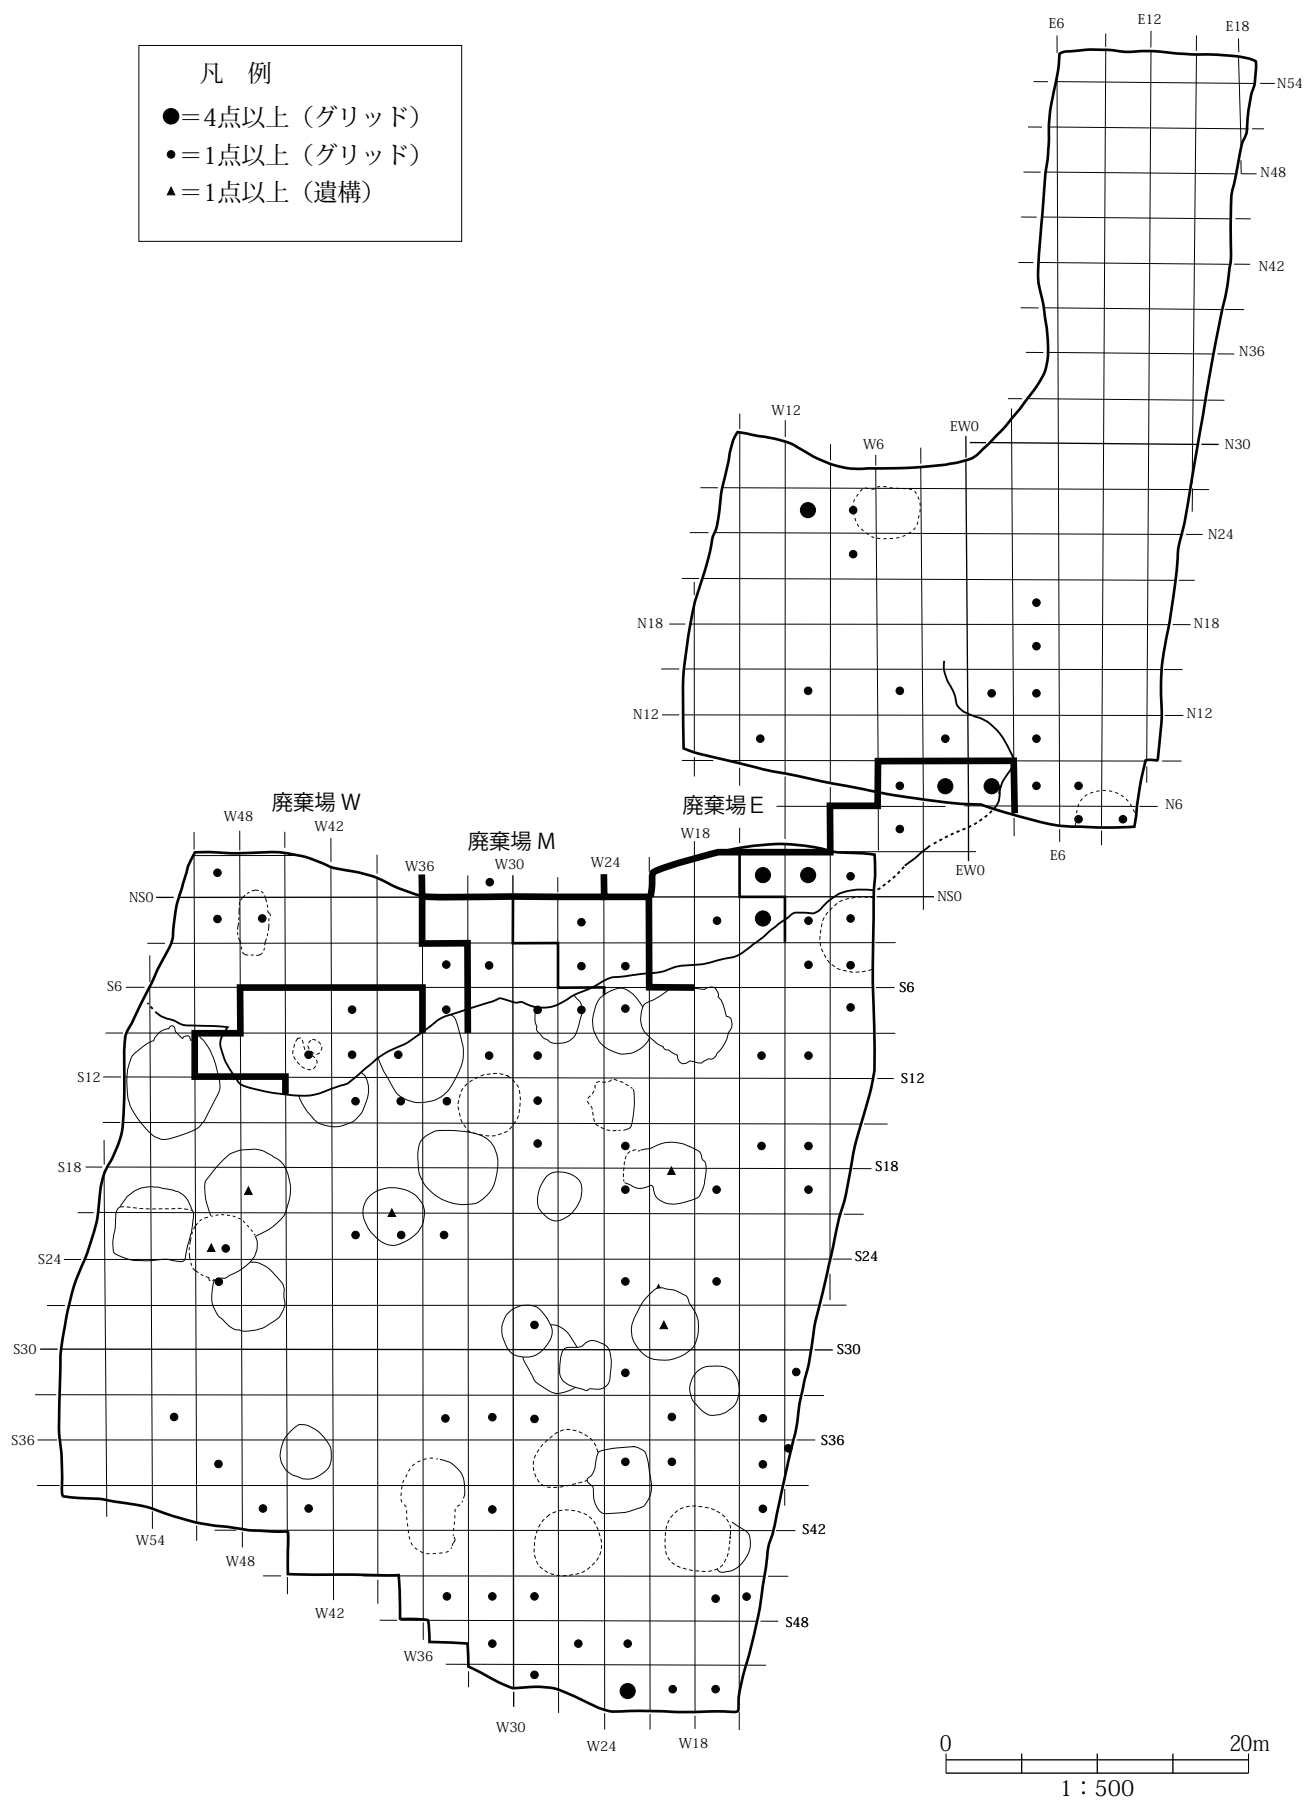 E6 E12 E18
凡 例
●＝4点以上（グリッド）
●＝1点以上（グリッド）
▲＝1点以上（遺構）
N54
N48
N42
N36
W12
W6 EW0
N30
N24
N18 N18
N12 N12
廃棄場 W
廃棄場 E
N6
W48 W42
廃棄場 M
W18
W36 W30 W24
E6
EW0
NS0 NS0
S6 S6
S12 S12
S18 S18
S24 S24
S30 S30
S36 S36
W54
S42
W48
W42
S48
W36
W30
W24 W18
0 20m
1：500